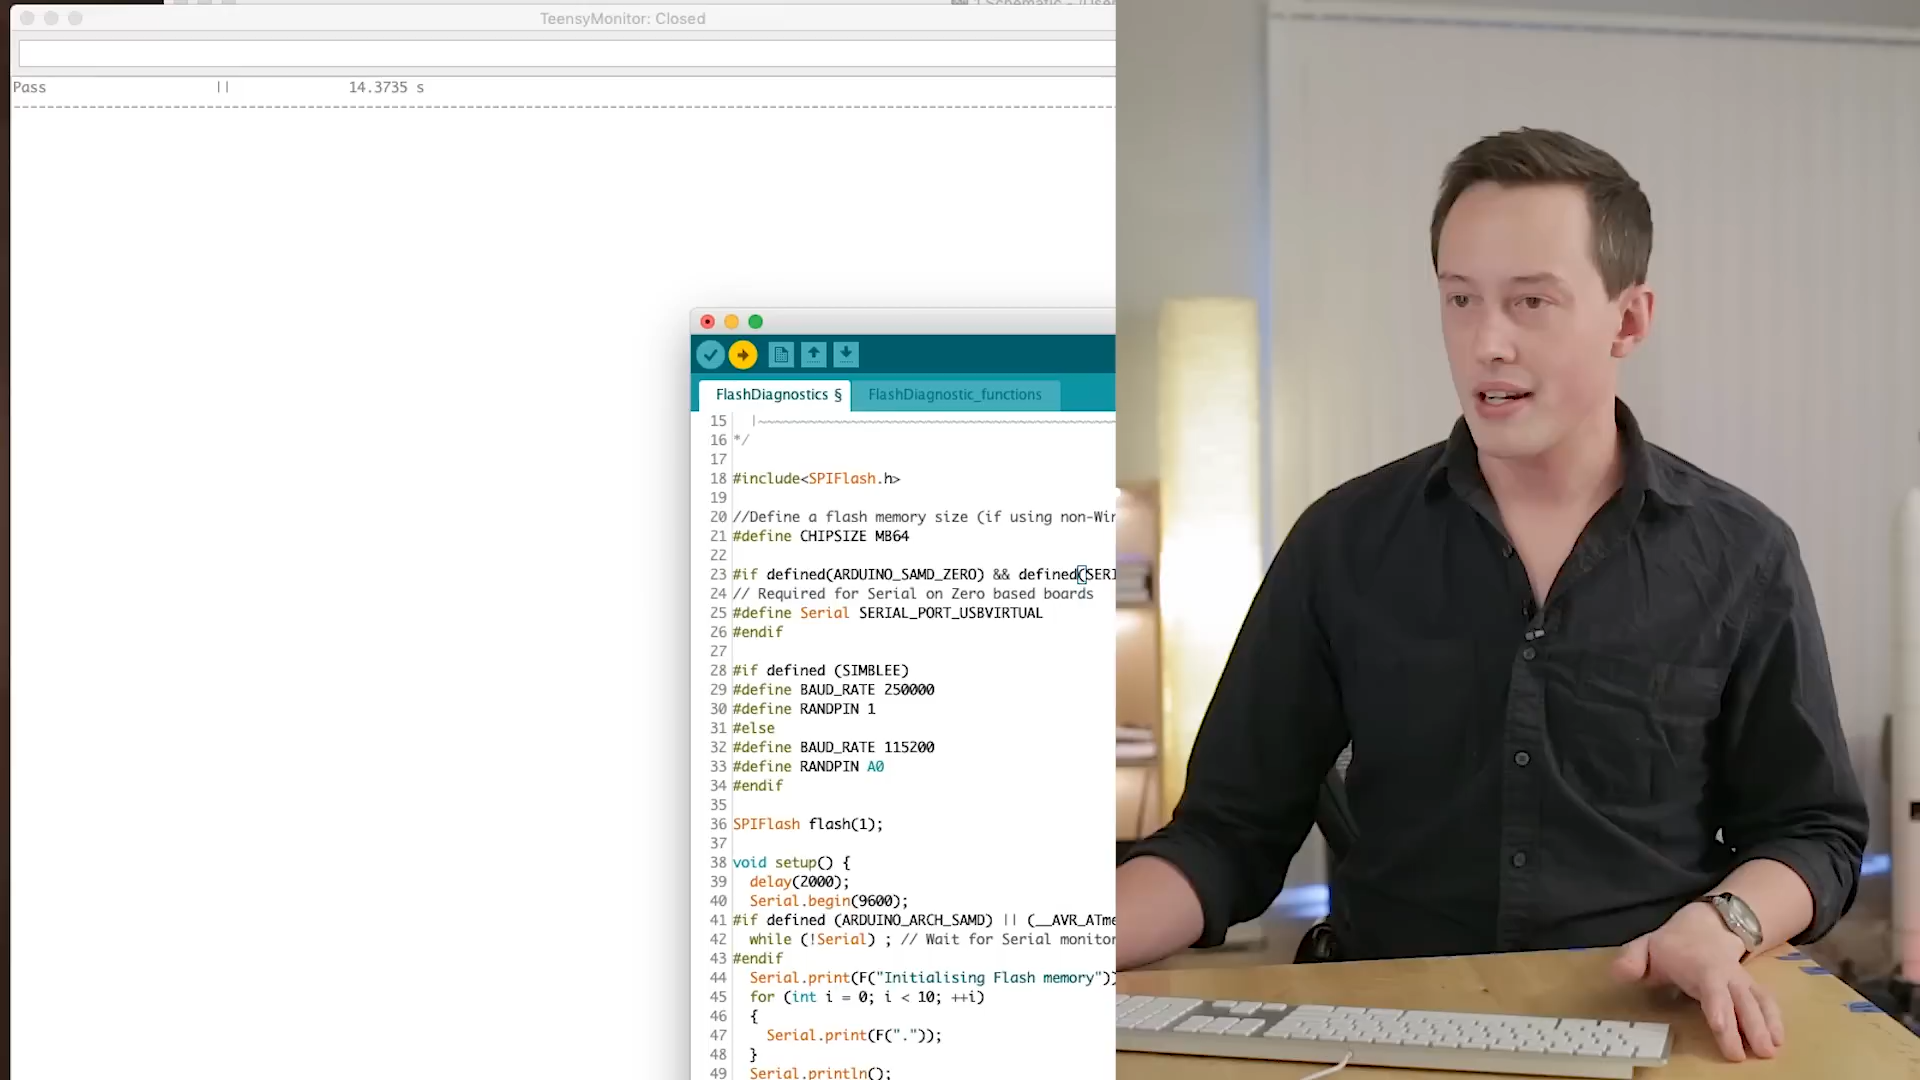 TeensyMonitor: Closed
Pass || 14.3735 s
FlashDiagnostics § FlashDiagnostic_functions
15 |
16 */
17
18 #include<SPIFlash.h>
19
20 //Define a flash memory size (if using non-Wi
21 #define CHIPSIZE MB64
22
23 #if defined(ARDUINO_SAMD_ZERO) && defined(SERI
24 // Required for Serial on Zero based boards
25 #define Serial SERIAL_PORT_USBVIRTUAL
26 #endif
27
28 #if defined (SIMBLEE)
29 #define BAUD_RATE 250000
30 #define RANDPIN 1
31 #else
32 #define BAUD_RATE 115200
33 #define RANDPIN A0
34 #endif
35
36 SPIFlash flash(1);
37
38 void setup() {
39 delay(2000);
40 Serial.begin(9600);
41 #if defined (ARDUINO_ARCH_SAMD) || (__AVR_ATme
42 while (!Serial) ; // Wait for Serial monitor
43 #endif
44 Serial.print(F("Initialising Flash memory"))
45 for (int i = 0; i < 10; ++i)
46 {
47 Serial.print(F("."));
48 }
49 Serial.println();